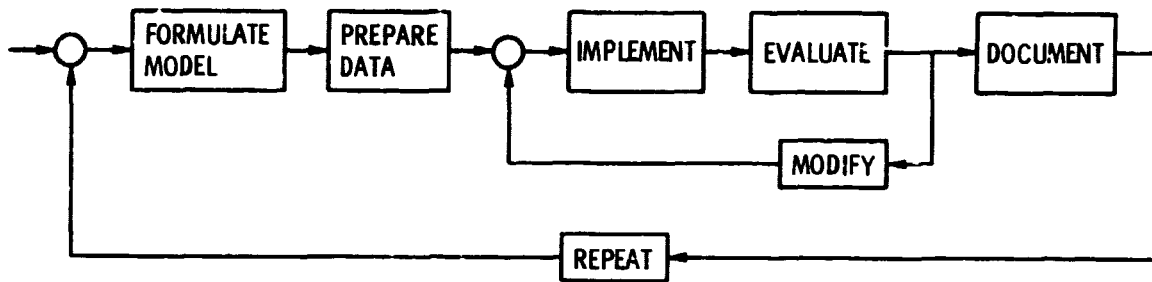 FORMULATE
MODEL
PREPARE
DATA
IMPLEMENT
EVALUATE
DOCUMENT
MODIFY
REPEAT